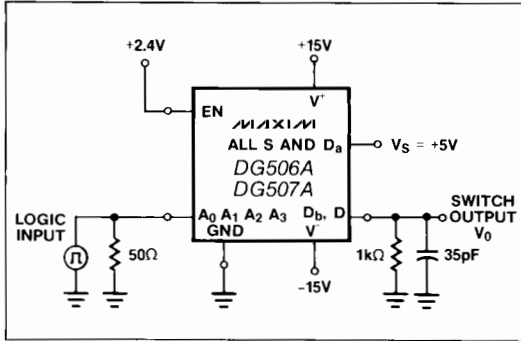 +2.4V
+15V
EN
V+
MAXIM
ALL S AND Da
VS = +5V
DG506A
DG507A
LOGIC
INPUT
A0 A1 A2 A3
Db, D
SWITCH
OUTPUT
V0
GND
V-
50Ω
1kΩ
35pF
-15V